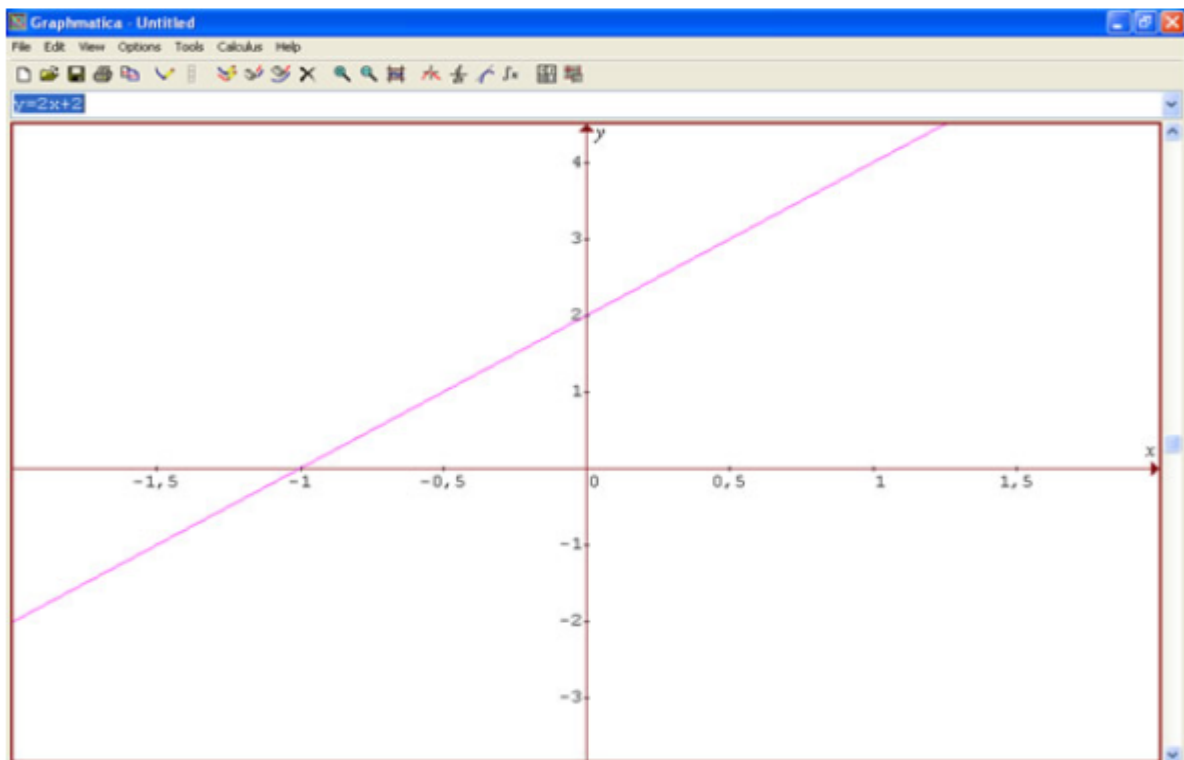 Graphmatica - Untitled
File Edit View Options Tools Calculus Help
y=2x+2
y
4
3
2
1
x
-1,5 -1 -0,5 0 0,5 1 1,5
-1
-2
-3